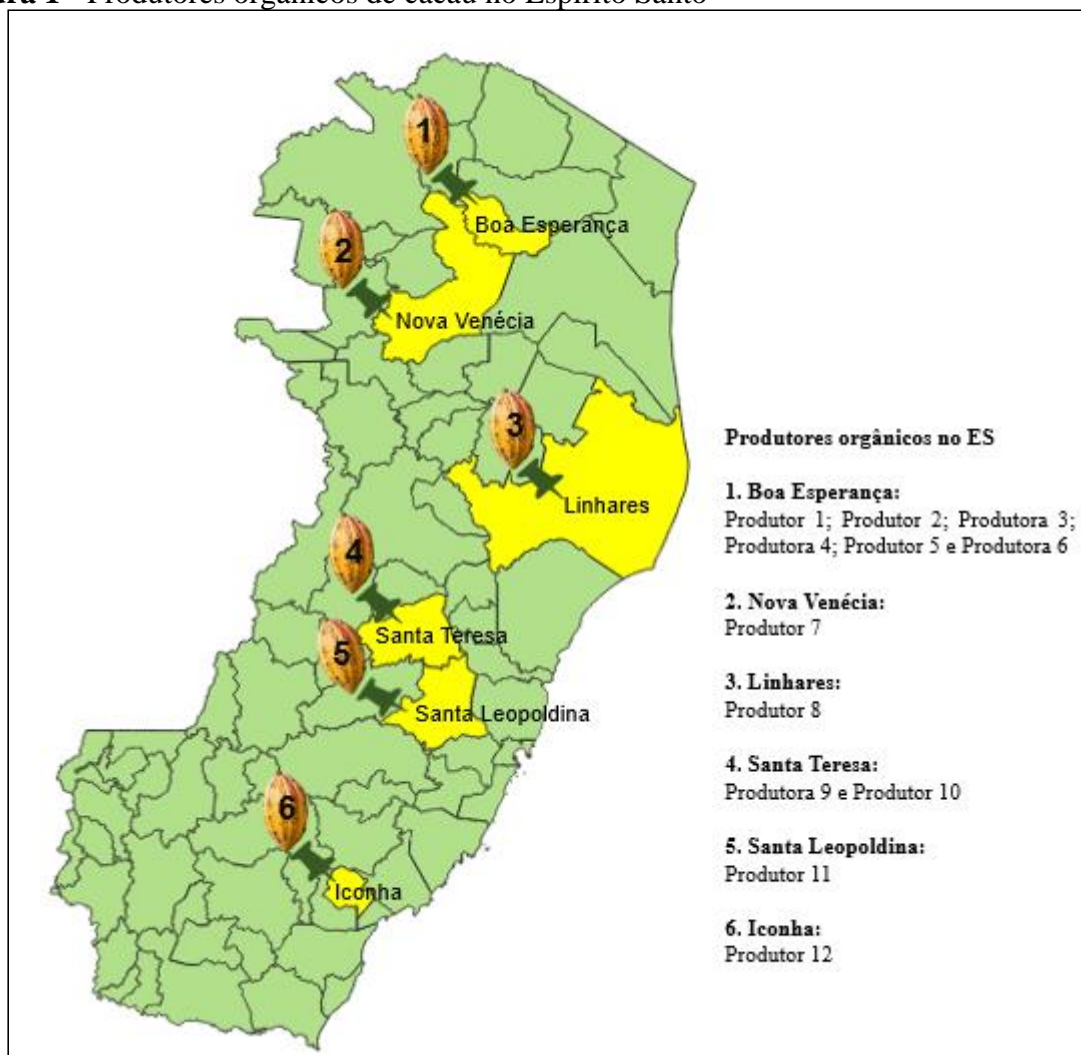 Produtores orgânicos de cacau no Espírito Santo
1
Boa Esperança
2
Nova Venécia
3
Linhares
4
Santa Teresa
5
Santa Leopoldina
6
Iconha
Produtores orgânicos no ES
1. Boa Esperança:
Produtor 1; Produtor 2; Produtora 3;
Produtora 4; Produtor 5 e Produtora 6
2. Nova Venécia:
Produtor 7
3. Linhares:
Produtor 8
4. Santa Teresa:
Produtora 9 e Produtor 10
5. Santa Leopoldina:
Produtor 11
6. Iconha:
Produtor 12